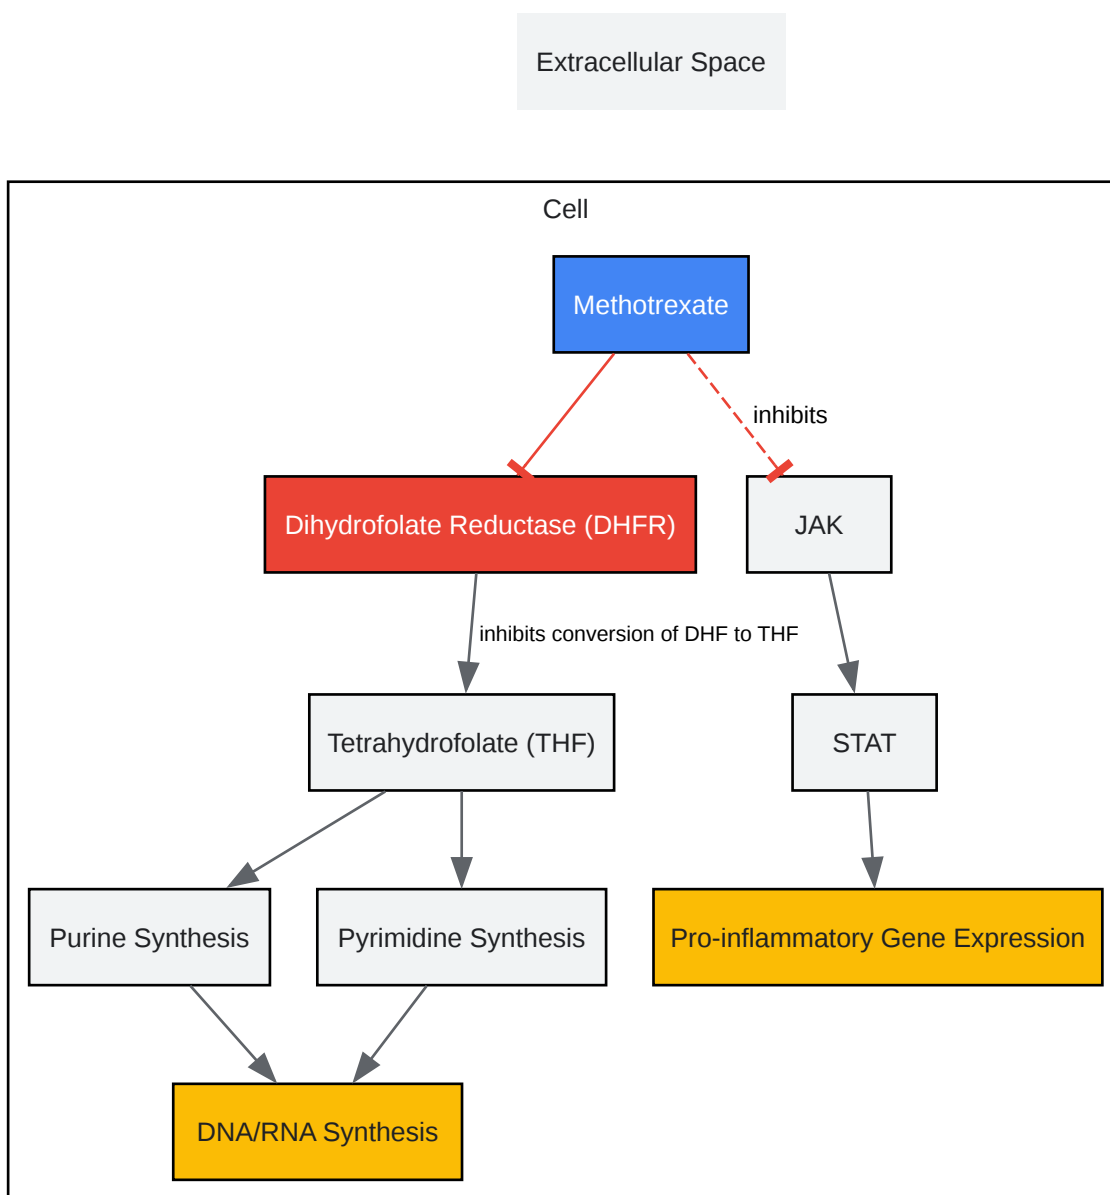 Extracellular Space
Cell
Methotrexate
inhibits
Dihydrofolate Reductase (DHFR)
JAK
inhibits conversion of DHF to THF
Tetrahydrofolate (THF)
STAT
Purine Synthesis
Pyrimidine Synthesis
Pro-inflammatory Gene Expression
DNA/RNA Synthesis